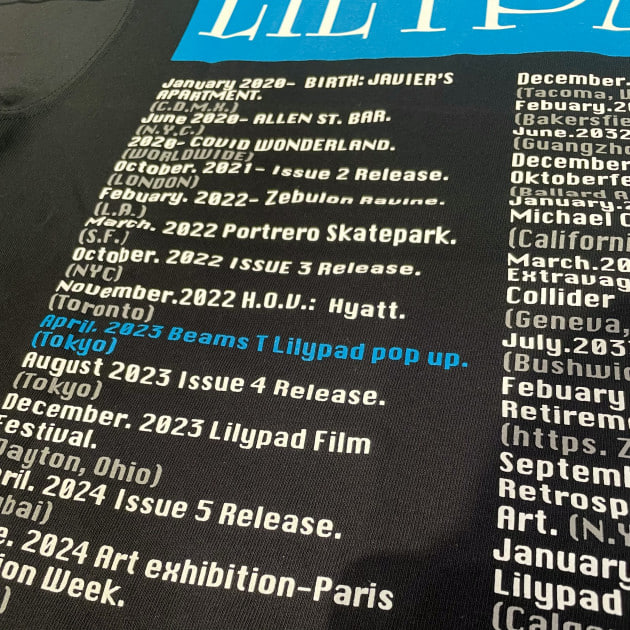 LILYP
January 2020- BIRTH: JAVIER'S
APARTMENT.
(C.D.M.X.)
June 2020- ALLEN ST. BAR.
(N.Y.C.)
2020- COVID WONDERLAND.
(WORLDWIDE)
October. 2021- Issue 2 Release.
(LONDON)
Febuary. 2022- Zebulon Ravine.
(L.A.)
March. 2022 Portrero Skatepark.
(S.F.)
October. 2022 ISSUE 3 Release.
(NYC)
November.2022 H.O.V.: Hyatt.
(Toronto)
April. 2023 Beams T Lilypad pop up.
(Tokyo)
August 2023 Issue 4 Release.
(Tokyo)
December. 2023 Lilypad Film
Festival.
Dayton, Ohio)
ril. 2024 Issue 5 Release.
bai)
e. 2024 Art exhibition-Paris
ion Week.
)
December.
(Tacoma, W
Febuary.2
(Bakersfie
June.2032
(Guangzho
December
Oktoberfe
(Ballard A
January.2
Michael C
(Californi
March.20
Extravag
Collider
(Geneva,
July.203
(Bushwic
Febuary
Retirem
(https. Z
Septemb
Retrosp
Art. (N.Y
January
Lilypad
(Calga